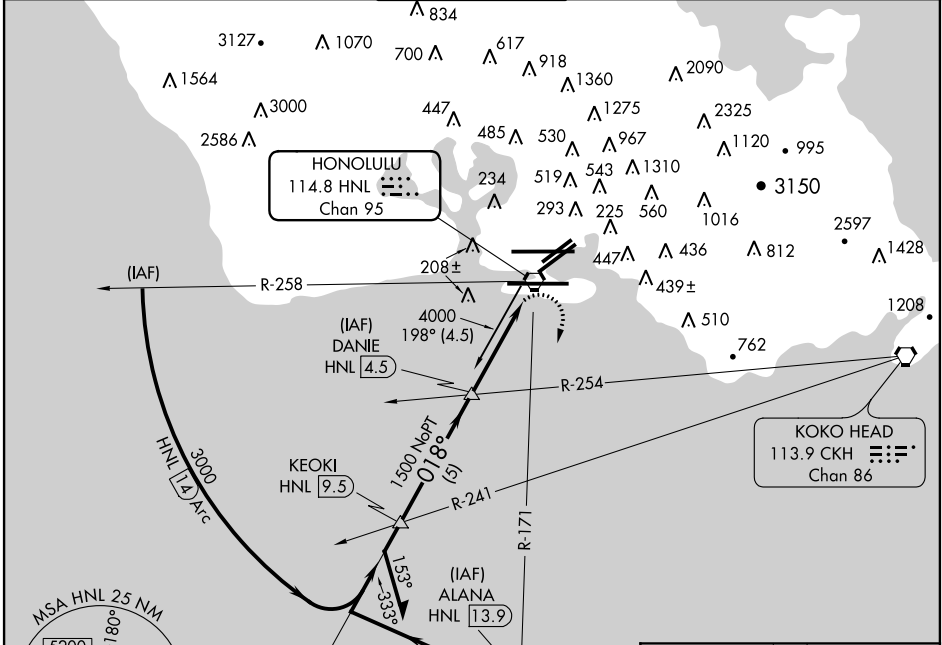 834
3127
1070
700
617
918
1564
1360
2090
3000
447
1275
2325
2586
485
530
967
1120
995
HONOLULU
114.8 HNL
Chan 95
234
519
543
1310
3150
293
225
560
1016
2597
208±
447
436
812
1428
439±
(IAF)
R-258
4000
198° (4.5)
510
1208
762
(IAF)
DANIE
HNL 4.5
R-254
KOKO HEAD
113.9 CKH
Chan 86
1500 NoPT
018°
(5)
3000
HNL 14 Arc
KEOKI
HNL 9.5
R-241
R-171
153°
333°
(IAF)
ALANA
HNL 13.9
MSA HNL 25 NM
180°